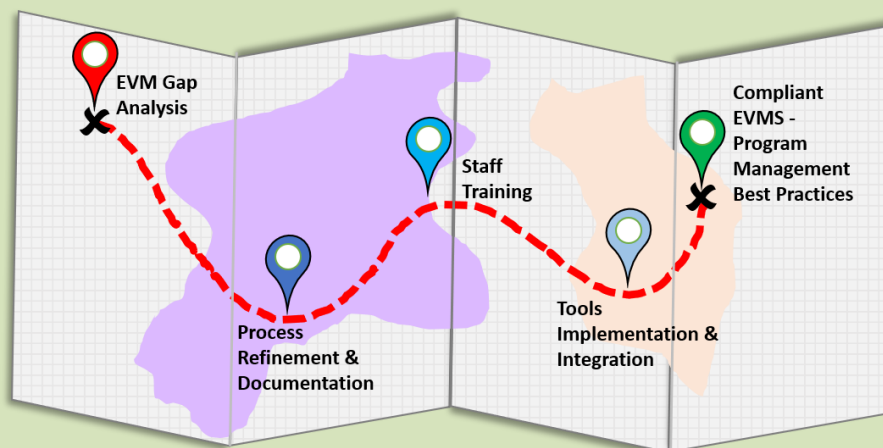 EVM Gap
Analysis
Process
Refinement &
Documentation
Staff
Training
Tools
Implementation &
Integration
Compliant
EVMS -
Program
Management
Best Practices